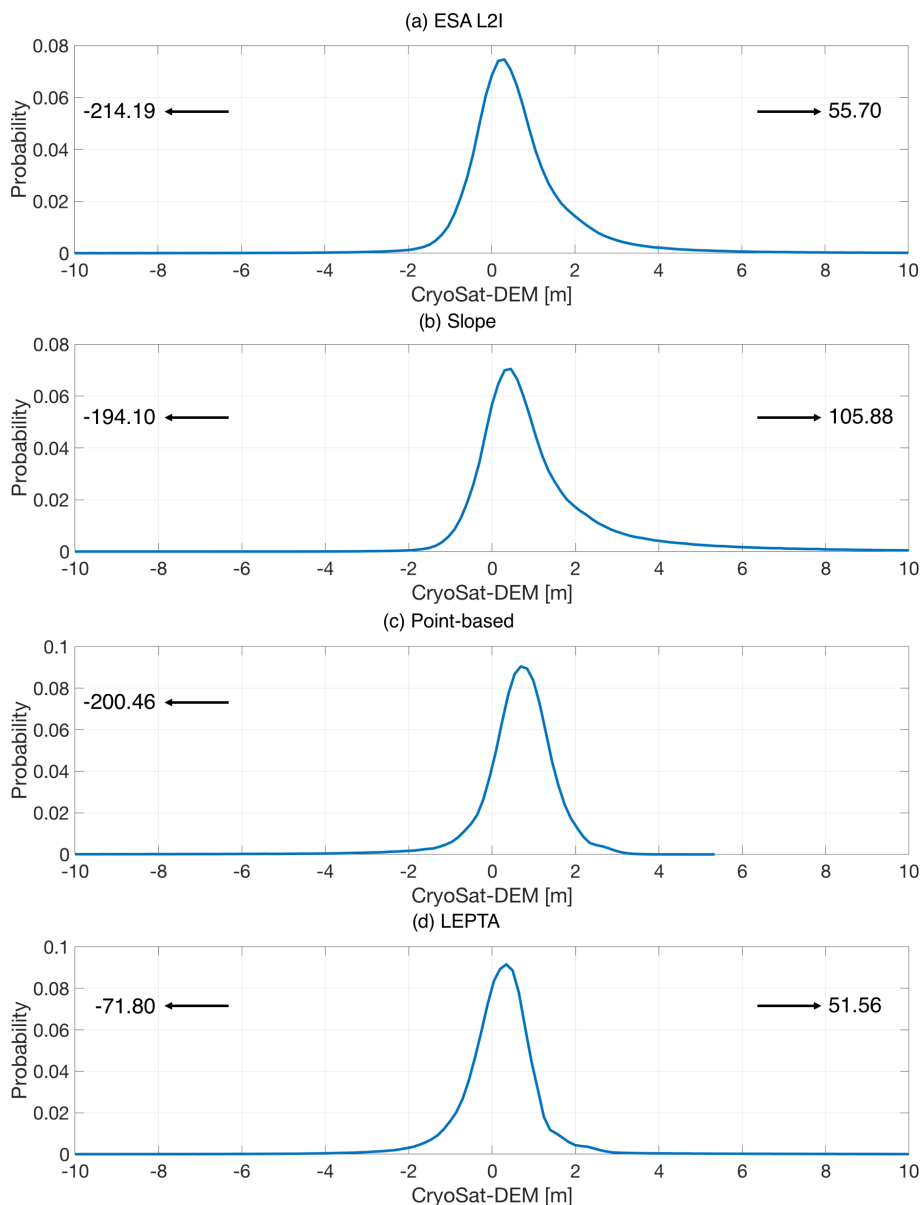 (a) ESA L2I
0.08
0.06
0.04
0.02
0
Probability
-214.19
55.70
-10 -8 -6 -4 -2 0 2 4 6 8 10
CryoSat-DEM [m]
(b) Slope
0.08
0.06
0.04
0.02
0
Probability
-194.10
105.88
-10 -8 -6 -4 -2 0 2 4 6 8 10
CryoSat-DEM [m]
(c) Point-based
0.1
0.08
0.06
0.04
0.02
0
Probability
-200.46
-10 -8 -6 -4 -2 0 2 4 6 8 10
CryoSat-DEM [m]
(d) LEPTA
0.1
0.08
0.06
0.04
0.02
0
Probability
-71.80
51.56
-10 -8 -6 -4 -2 0 2 4 6 8 10
CryoSat-DEM [m]